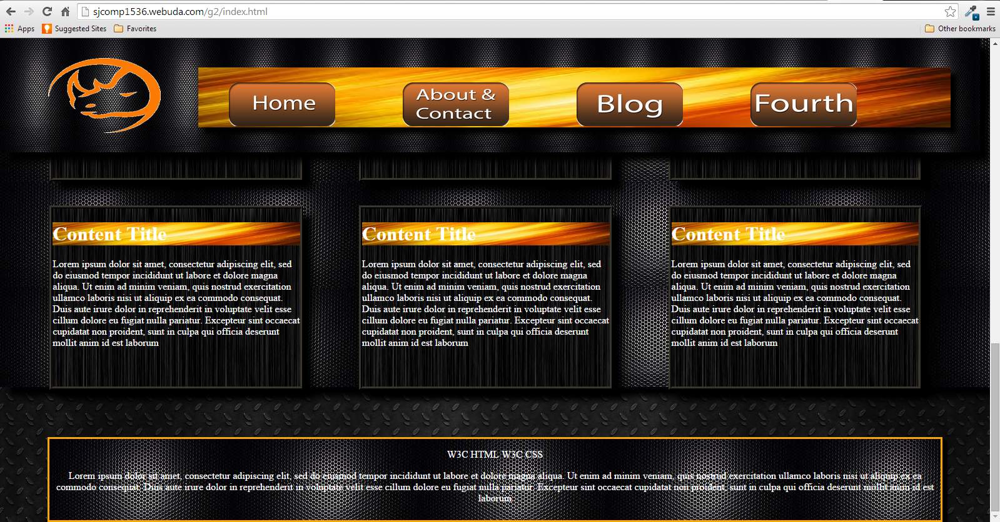 sjcomp1536.webuda.com/g2/index.html
Apps Suggested Sites Favorites Other bookmarks
Home About & Contact Blog Fourth
Content Title
Lorem ipsum dolor sit amet, consectetur adipiscing elit, sed
do eiusmod tempor incididunt ut labore et dolore magna
aliqua. Ut enim ad minim veniam, quis nostrud exercitation
ullamco laboris nisi ut aliquip ex ea commodo consequat.
Duis aute irure dolor in reprehenderit in voluptate velit esse
cillum dolore eu fugiat nulla pariatur. Excepteur sint occaecat
cupidatat non proident, sunt in culpa qui officia deserunt
mollit anim id est laborum
Content Title
Lorem ipsum dolor sit amet, consectetur adipiscing elit, sed
do eiusmod tempor incididunt ut labore et dolore magna
aliqua. Ut enim ad minim veniam, quis nostrud exercitation
ullamco laboris nisi ut aliquip ex ea commodo consequat.
Duis aute irure dolor in reprehenderit in voluptate velit esse
cillum dolore eu fugiat nulla pariatur. Excepteur sint occaecat
cupidatat non proident, sunt in culpa qui officia deserunt
mollit anim id est laborum
Content Title
Lorem ipsum dolor sit amet, consectetur adipiscing elit, sed
do eiusmod tempor incididunt ut labore et dolore magna
aliqua. Ut enim ad minim veniam, quis nostrud exercitation
ullamco laboris nisi ut aliquip ex ea commodo consequat.
Duis aute irure dolor in reprehenderit in voluptate velit esse
cillum dolore eu fugiat nulla pariatur. Excepteur sint occaecat
cupidatat non proident, sunt in culpa qui officia deserunt
mollit anim id est laborum
W3C HTML W3C CSS
Lorem ipsum dolor sit amet, consectetur adipiscing elit, sed do eiusmod tempor incididunt ut labore et dolore magna aliqua. Ut enim ad minim veniam, quis nostrud exercitation ullamco laboris nisi ut aliquip ex ea
commodo consequat. Duis aute irure dolor in reprehenderit in voluptate velit esse cillum dolore eu fugiat nulla pariatur. Excepteur sint occaecat cupidatat non proident, sunt in culpa qui officia deserunt mollit anim id est
laborum